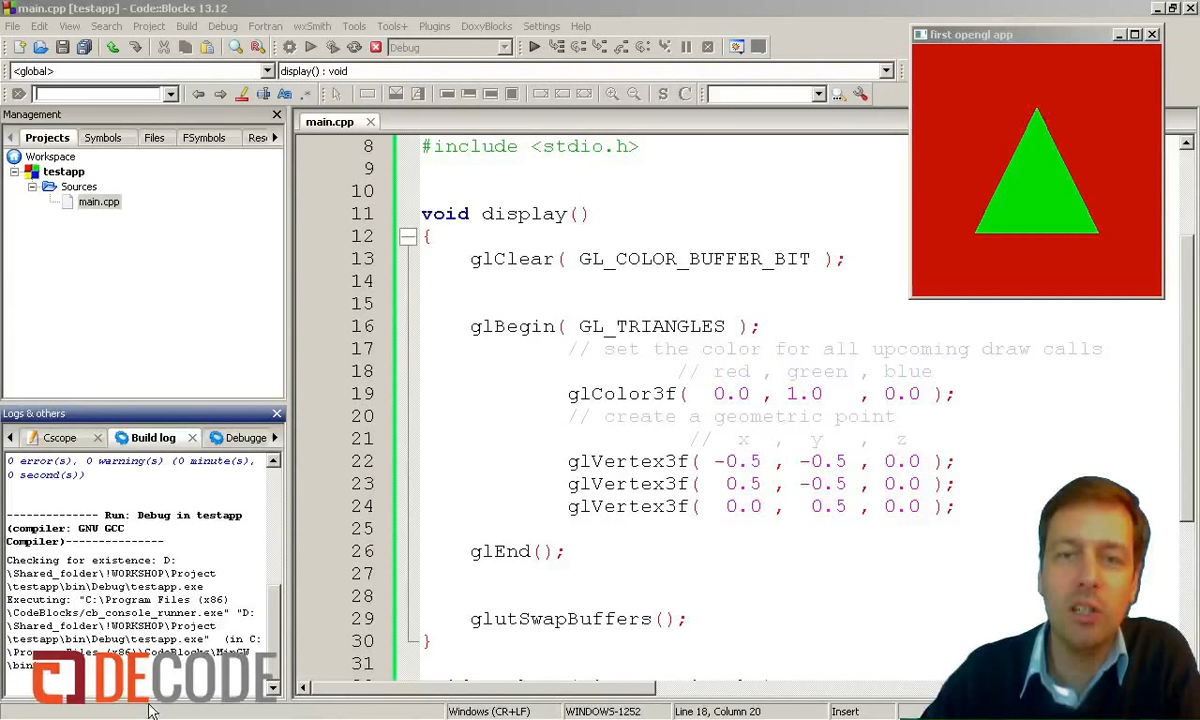 main.cpp [testapp] - Code::Blocks 13.12
File Edit View Search Project Build Debug Fortran wxSmith Tools Tools+ Plugins DoxyBlocks Settings Help
first opengl app
Debug
<global>
display() : void
S C
Management
Projects Symbols Files FSymbols Res
Workspace
testapp
Sources
main.cpp
main.cpp
8 #include <stdio.h>
9
10
11 void display()
12 {
13 glClear( GL_COLOR_BUFFER_BIT );
14
15
16 glBegin( GL_TRIANGLES );
17 // set the color for all upcoming draw calls
18 // red , green , blue
19 glColor3f( 0.0 , 1.0 , 0.0 );
20 // create a geometric point
21 // x , y , z
22 glVertex3f( -0.5 , -0.5 , 0.0 );
23 glVertex3f( 0.5 , -0.5 , 0.0 );
24 glVertex3f( 0.0 , 0.5 , 0.0 );
25
26 glEnd();
27
28
29 glutSwapBuffers();
30 }
31
Logs & others
Cscope Build log Debugge
0 error(s), 0 warning(s) (0 minute(s),
0 second(s))
-------------- Run: Debug in testapp
(compiler: GNU GCC
Compiler)---------------
Checking for existence: D:
\Shared_folder\!WORKSHOP\Project
\testapp\bin\Debug\testapp.exe
Executing: "C:\Program Files (x86)
\CodeBlocks/cb_console_runner.exe" "D:
\Shared_folder\!WORKSHOP\Project
\testapp\bin\Debug\testapp.exe" (in C:
\Program Files (x86)\CodeBlocks\MinGW
\bin)
DECODE
Windows (CR+LF) WINDOWS-1252 Line 18, Column 20 Insert